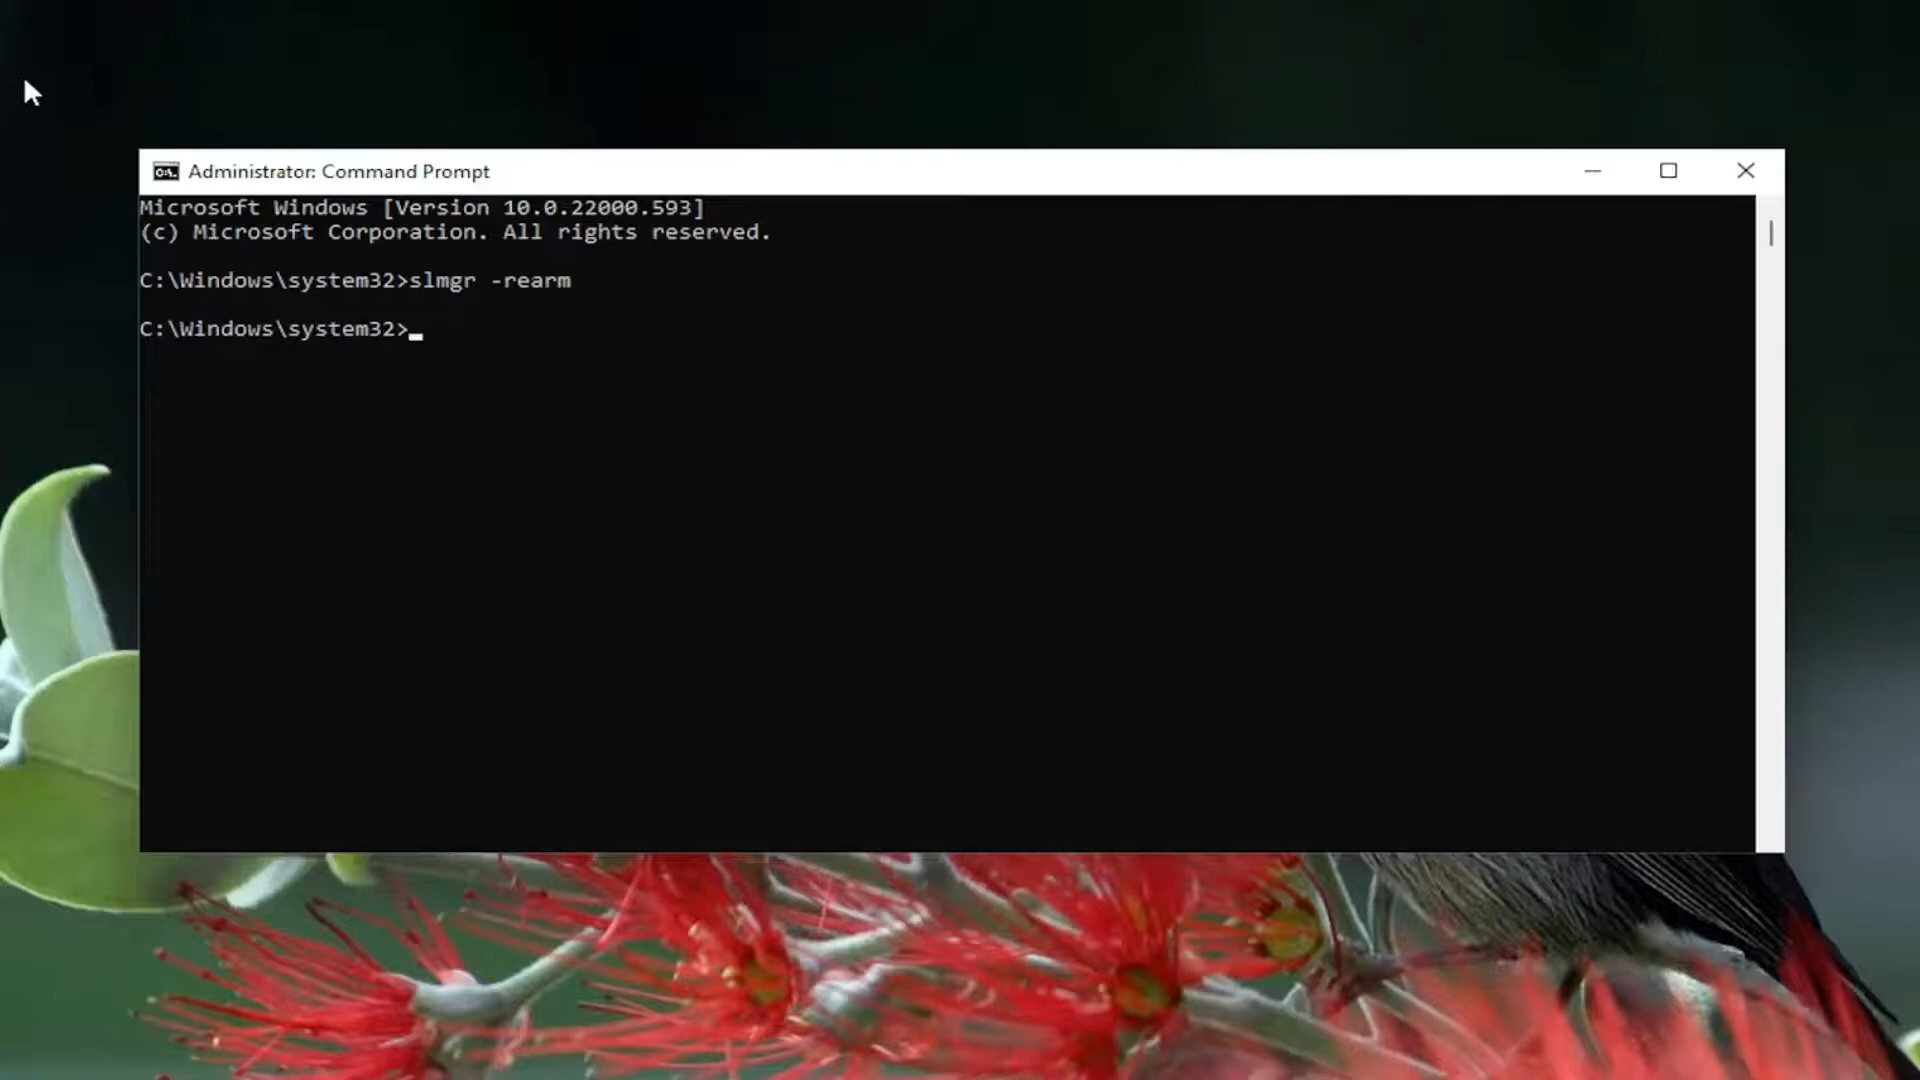 Administrator: Command Prompt
Microsoft Windows [Version 10.0.22000.593]
(c) Microsoft Corporation. All rights reserved.
C:\Windows\system32>slmgr -rearm
C:\Windows\system32>